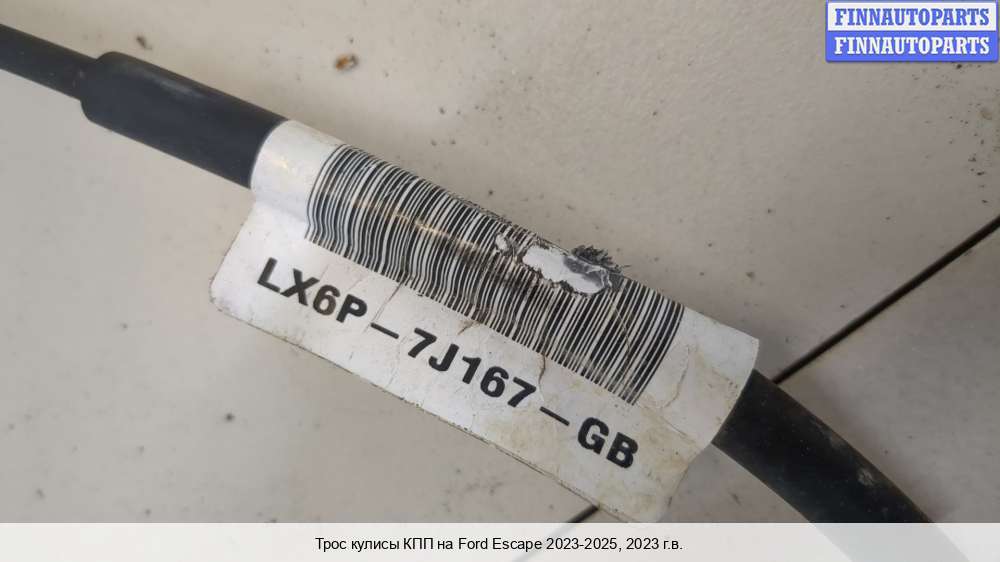 FINNAUTOPARTS
FINNAUTOPARTS
LX6P-7J167-GB
Трос кулисы КПП на Ford Escape 2023-2025, 2023 г.в.